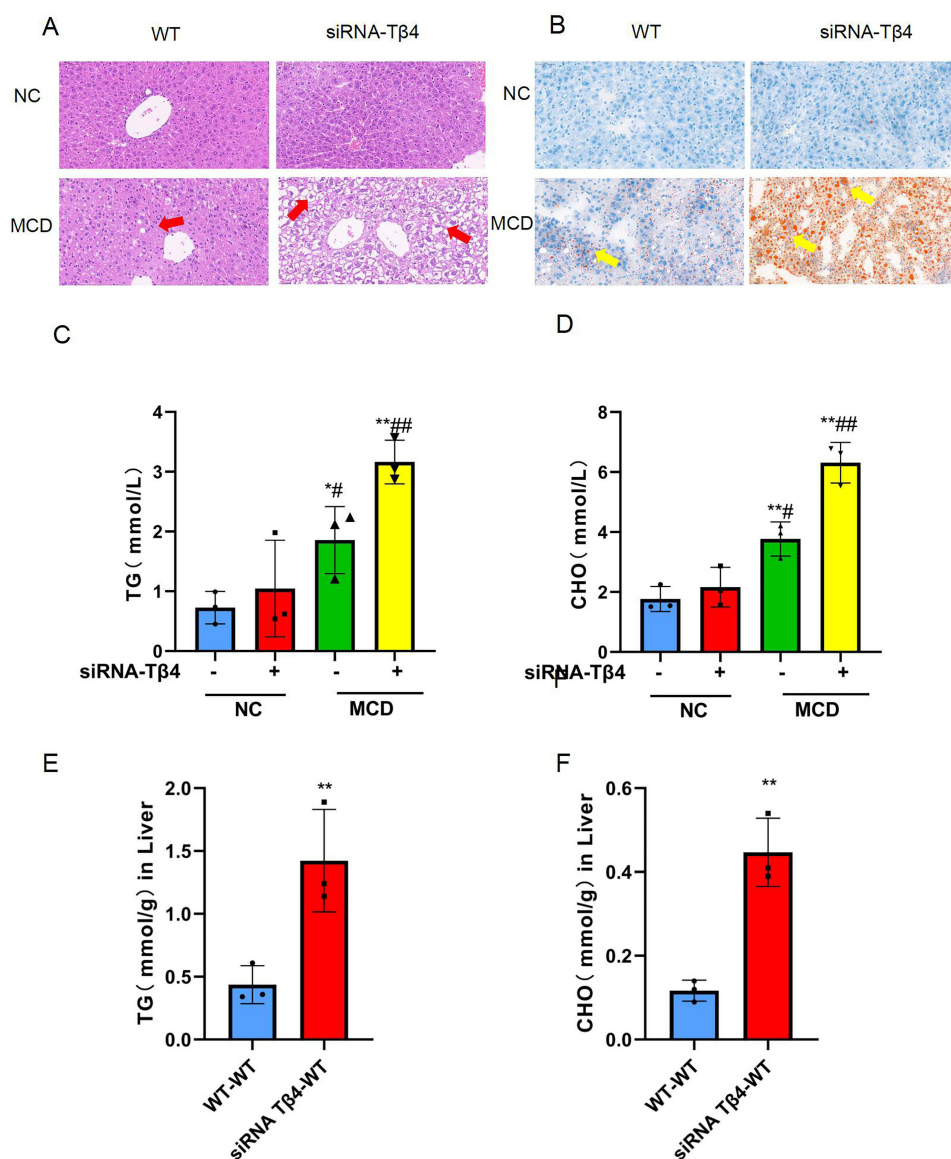 A
WT
siRNA-Tβ4
B
WT
siRNA-Tβ4
NC
MCD
NC
MCD
C
TG( mmol/L)
4
3
2
1
0
*#
**##
siRNA-Tβ4
-
+
-
+
NC
MCD
D
CHO( mmol/L)
8
6
4
2
0
**#
**##
siRNA-Tβ4
-
+
-
+
NC
MCD
E
TG( mmol/g) in Liver
2.0
1.5
1.0
0.5
0.0
**
WT-WT
siRNA Tβ4-WT
F
CHO( mmol/g) in Liver
0.6
0.4
0.2
0.0
**
WT-WT
siRNA Tβ4-WT